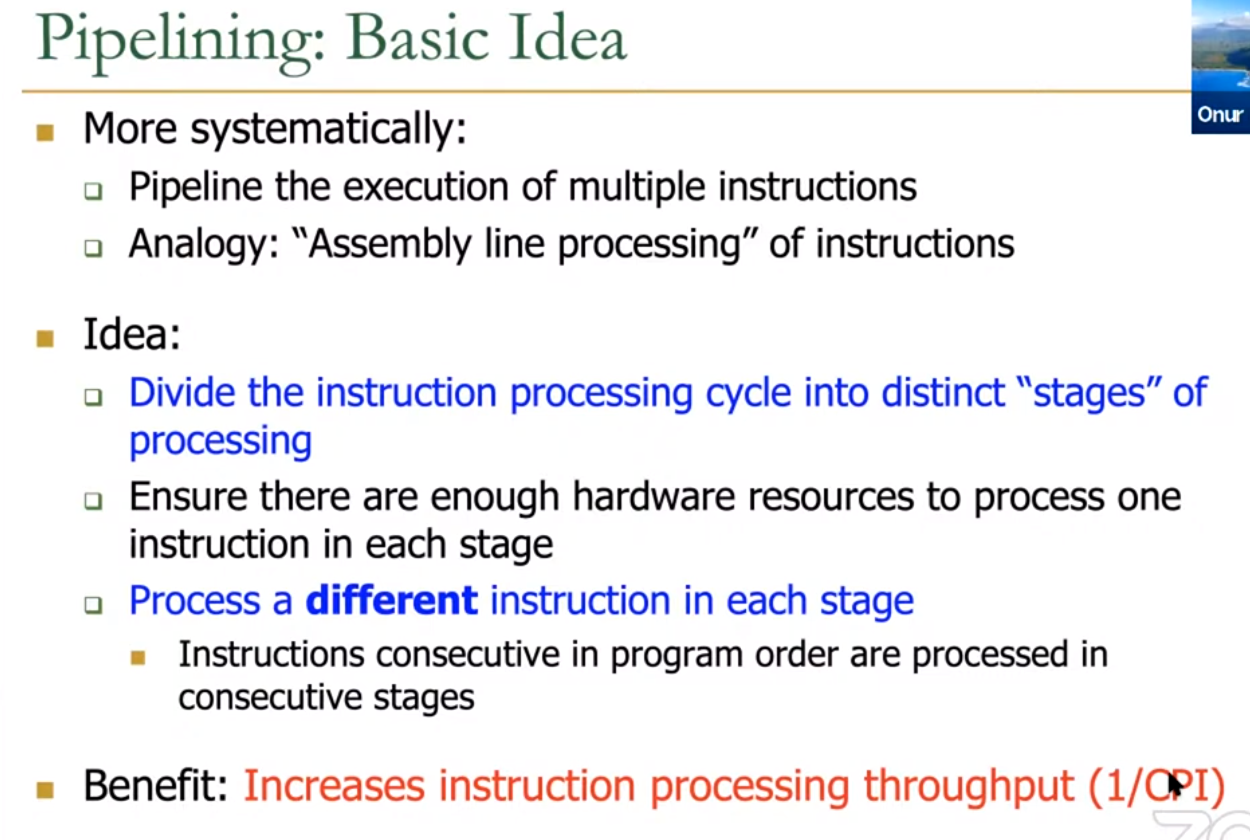 Pipelining: Basic Idea
Onur
More systematically:
Pipeline the execution of multiple instructions
Analogy: “Assembly line processing” of instructions
Idea:
Divide the instruction processing cycle into distinct “stages” of
processing
Ensure there are enough hardware resources to process one
instruction in each stage
Process a different instruction in each stage
Instructions consecutive in program order are processed in
consecutive stages
Benefit: Increases instruction processing throughput (1/CPI)